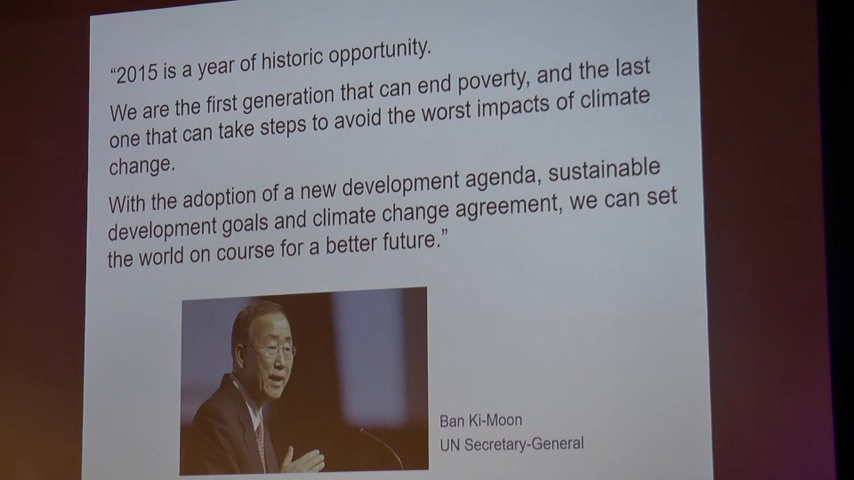 “2015 is a year of historic opportunity.
We are the first generation that can end poverty, and the last
one that can take steps to avoid the worst impacts of climate
change.
With the adoption of a new development agenda, sustainable
development goals and climate change agreement, we can set
the world on course for a better future.”
Ban Ki-Moon
UN Secretary-General